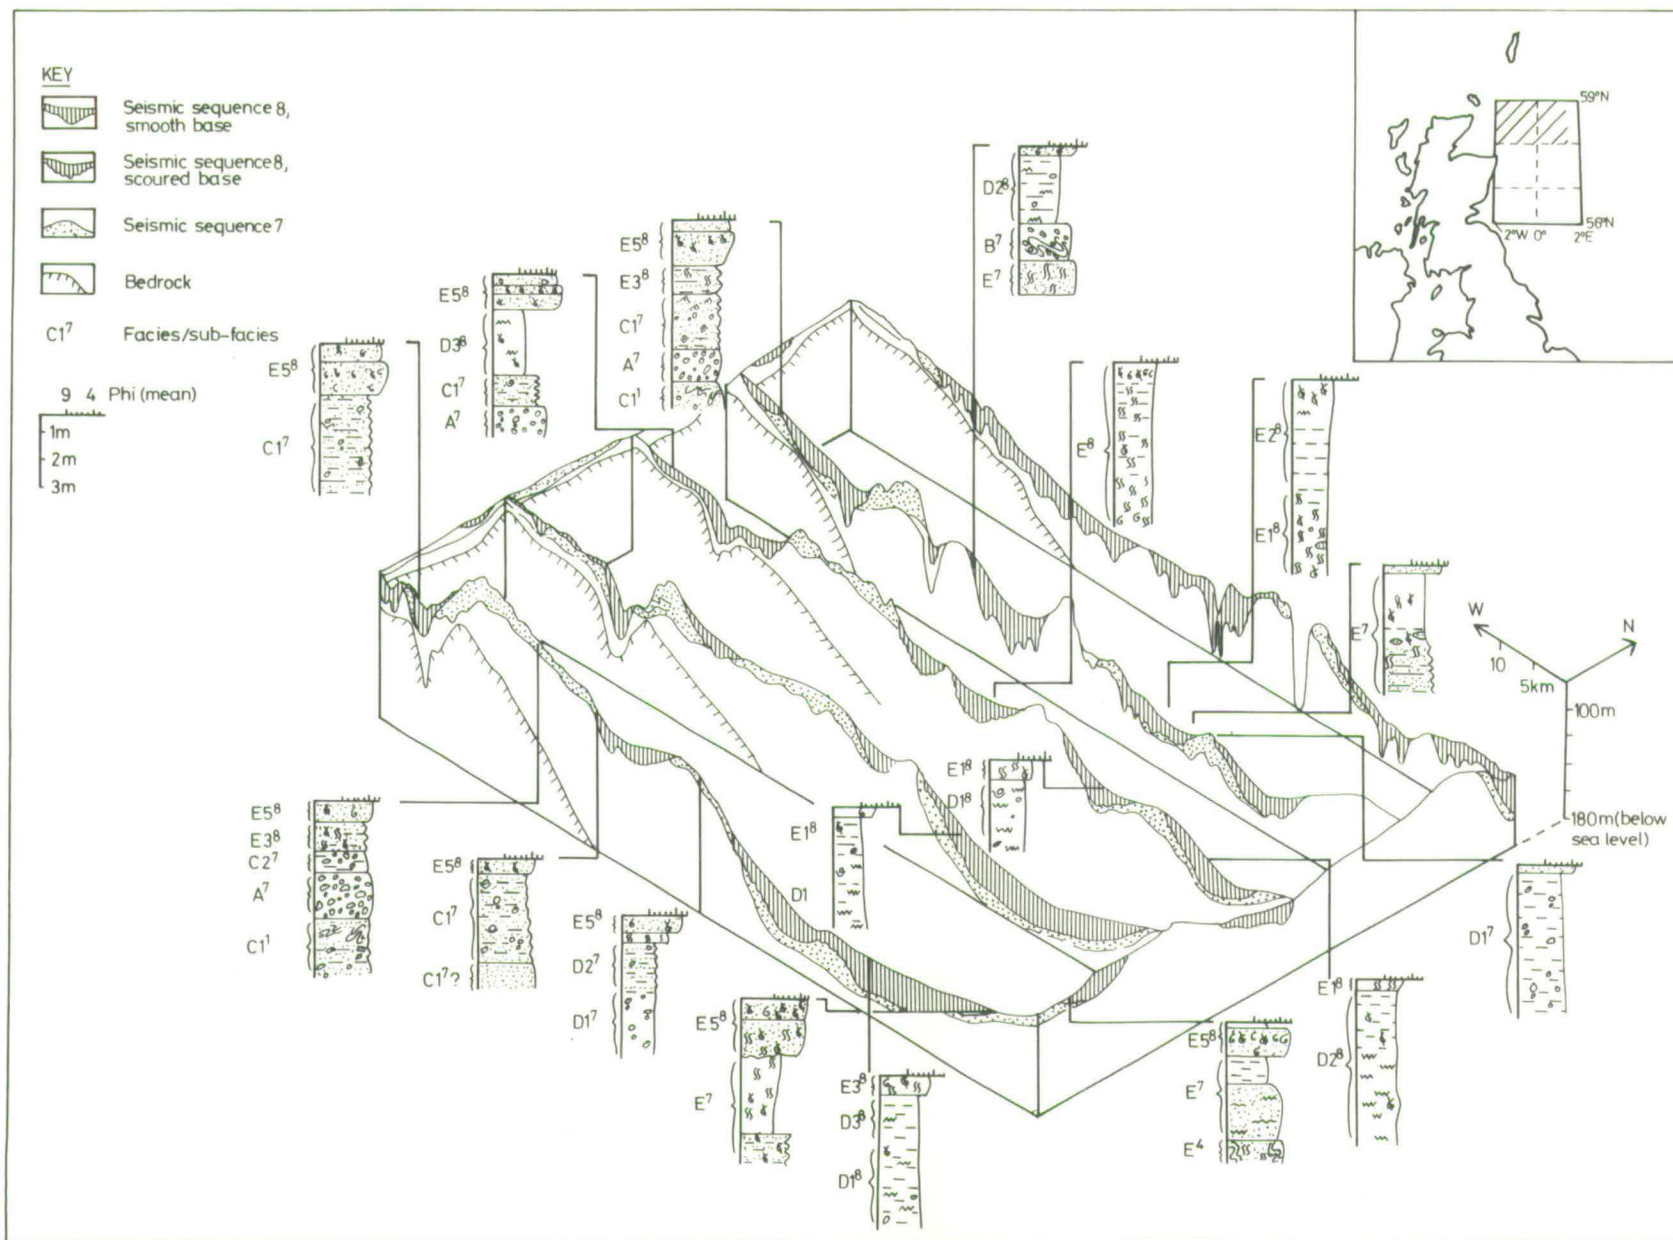 KEY
Seismic sequence 8,
smooth base
Seismic sequence 8,
scoured base
Seismic sequence 7
Bedrock
C1⁷ Facies/sub-facies
9 4 Phi (mean)
1m
2m
3m
59°N
56°N
2°W 0° 2°E
E5⁸
C1⁷
E5⁸
D3⁸
C1⁷
A⁷
E5⁸
E3⁸
C1⁷
A⁷
C1¹
D2⁸
B⁷
E⁷
E⁸
E2⁸
E1⁸
E⁷
W
N
10
5km
100m
180m (below
sea level)
E5⁸
E3⁸
C2⁷
A⁷
C1¹
E5⁸
C1⁷
C1⁷?
E5⁸
D2⁷
D1⁷
E5⁸
E⁷
E1⁸
D1
E1⁸
D1⁸
E3⁸
D3⁸
D1⁸
E5⁸
E⁷
E⁴
E1⁸
D2⁸
D1⁷